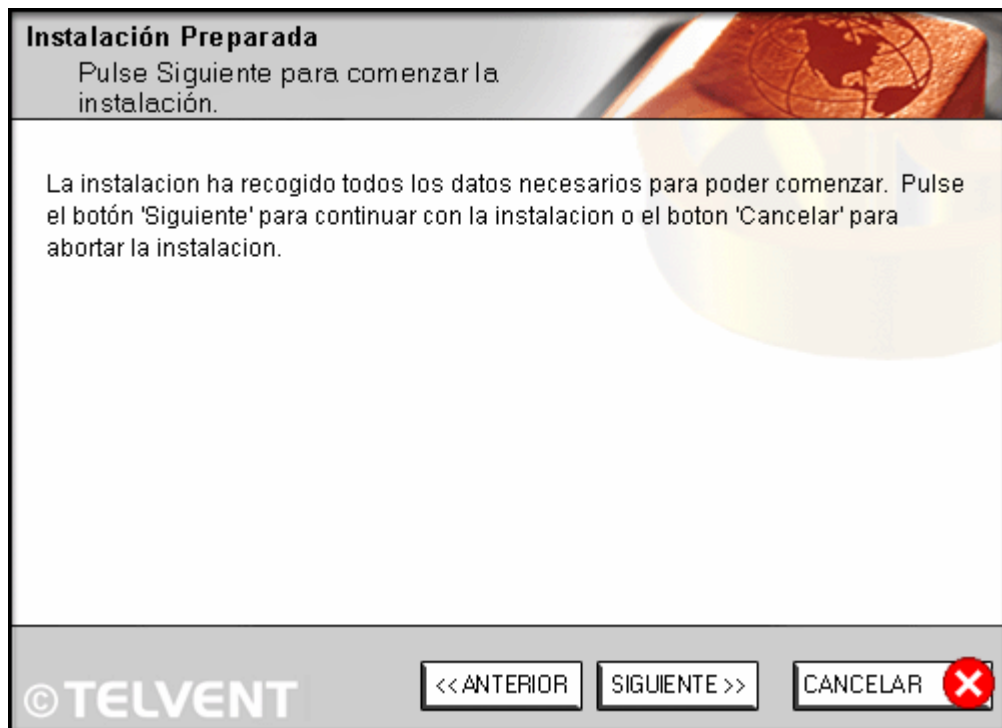 Instalación Preparada
Pulse Siguiente para comenzar la
instalación.
La instalacion ha recogido todos los datos necesarios para poder comenzar.  Pulse
el botón 'Siguiente' para continuar con la instalacion o el boton 'Cancelar' para
abortar la instalacion.
©TELVENT
<< ANTERIOR
SIGUIENTE >>
CANCELAR